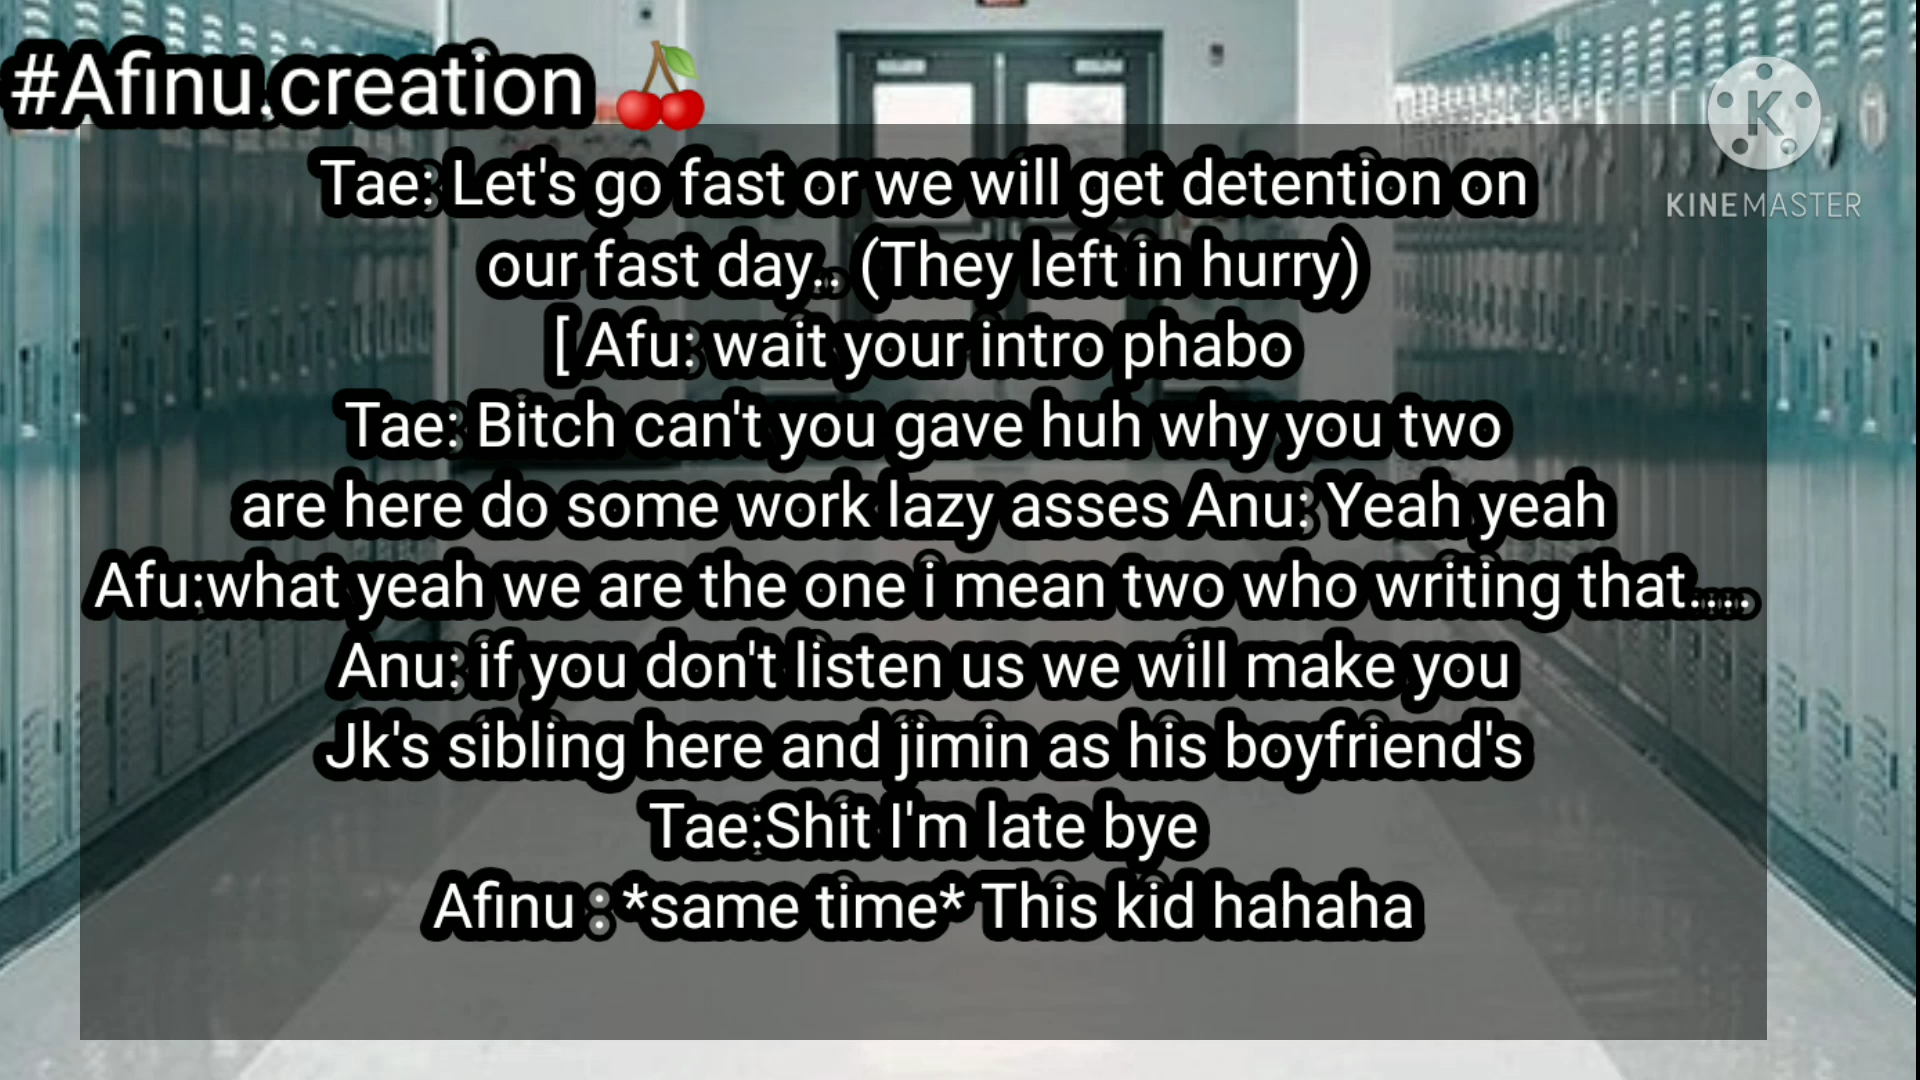 #Afinu creation 🍒
K
KINEMASTER
Tae: Let's go fast or we will get detention on
our fast day.. (They left in hurry)
[ Afu: wait your intro phabo
Tae: Bitch can't you gave huh why you two
are here do some work lazy asses Anu: Yeah yeah
Afu:what yeah we are the one i mean two who writing that.....
Anu: if you don't listen us we will make you
Jk's sibling here and jimin as his boyfriend's
Tae:Shit I'm late bye
Afinu : *same time* This kid hahaha